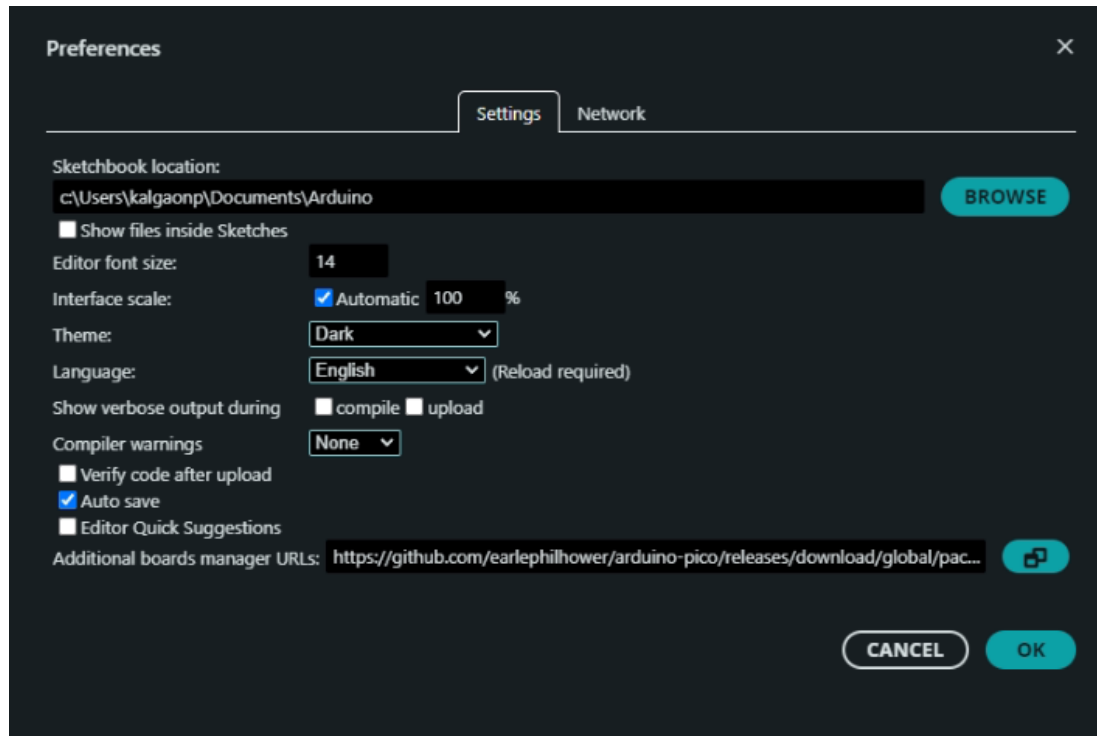 Preferences
Settings Network
Sketchbook location:
c:\Users\kalgaonp\Documents\Arduino BROWSE
Show files inside Sketches
Editor font size: 14
Interface scale: Automatic 100 %
Theme: Dark
Language: English (Reload required)
Show verbose output during compile upload
Compiler warnings None
Verify code after upload
Auto save
Editor Quick Suggestions
Additional boards manager URLs: https://github.com/earlephilhower/arduino-pico/releases/download/global/pac...
CANCEL OK